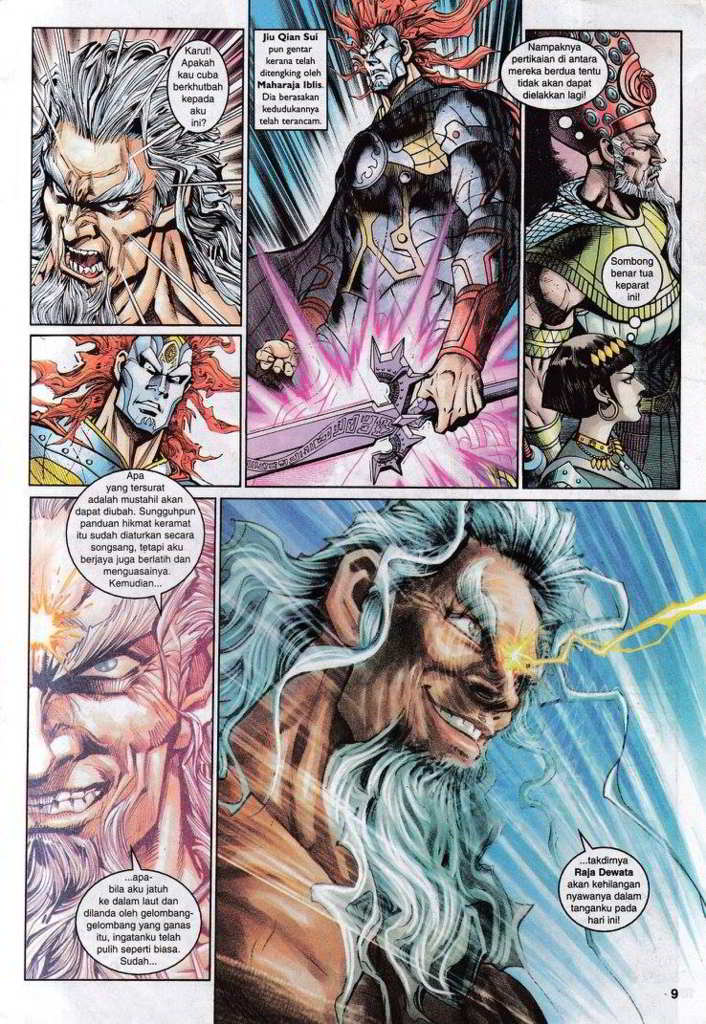 Karut!
Apakah
kau cuba
berkhutbah
kepada
aku
ini?
Jiu Qian Sui
pun gentar
kerana telah
ditengking oleh
Maharaja Iblis.
Dia berasakan
kedudukannya
telah terancam.
Nampaknya
pertikaian di antara
mereka berdua tentu
tidak akan dapat
dielakkan lagi!
Sombong
benar tua
keparat
ini!
Apa
yang tersurat
adalah mustahil akan
dapat diubah. Sungguhpun
panduan hikmat keramat
itu sudah diaturkan secara
songsang, tetapi aku
berjaya juga berlatih dan
menguasainya.
Kemudian...
...apa-
bila aku jatuh
ke dalam laut dan
dilanda oleh gelombang-
gelombang yang ganas
itu, ingatanku telah
pulih seperti biasa.
Sudah...
...takdirnya
Raja Dewata
akan kehilangan
nyawanya dalam
tanganku pada
hari ini!
9